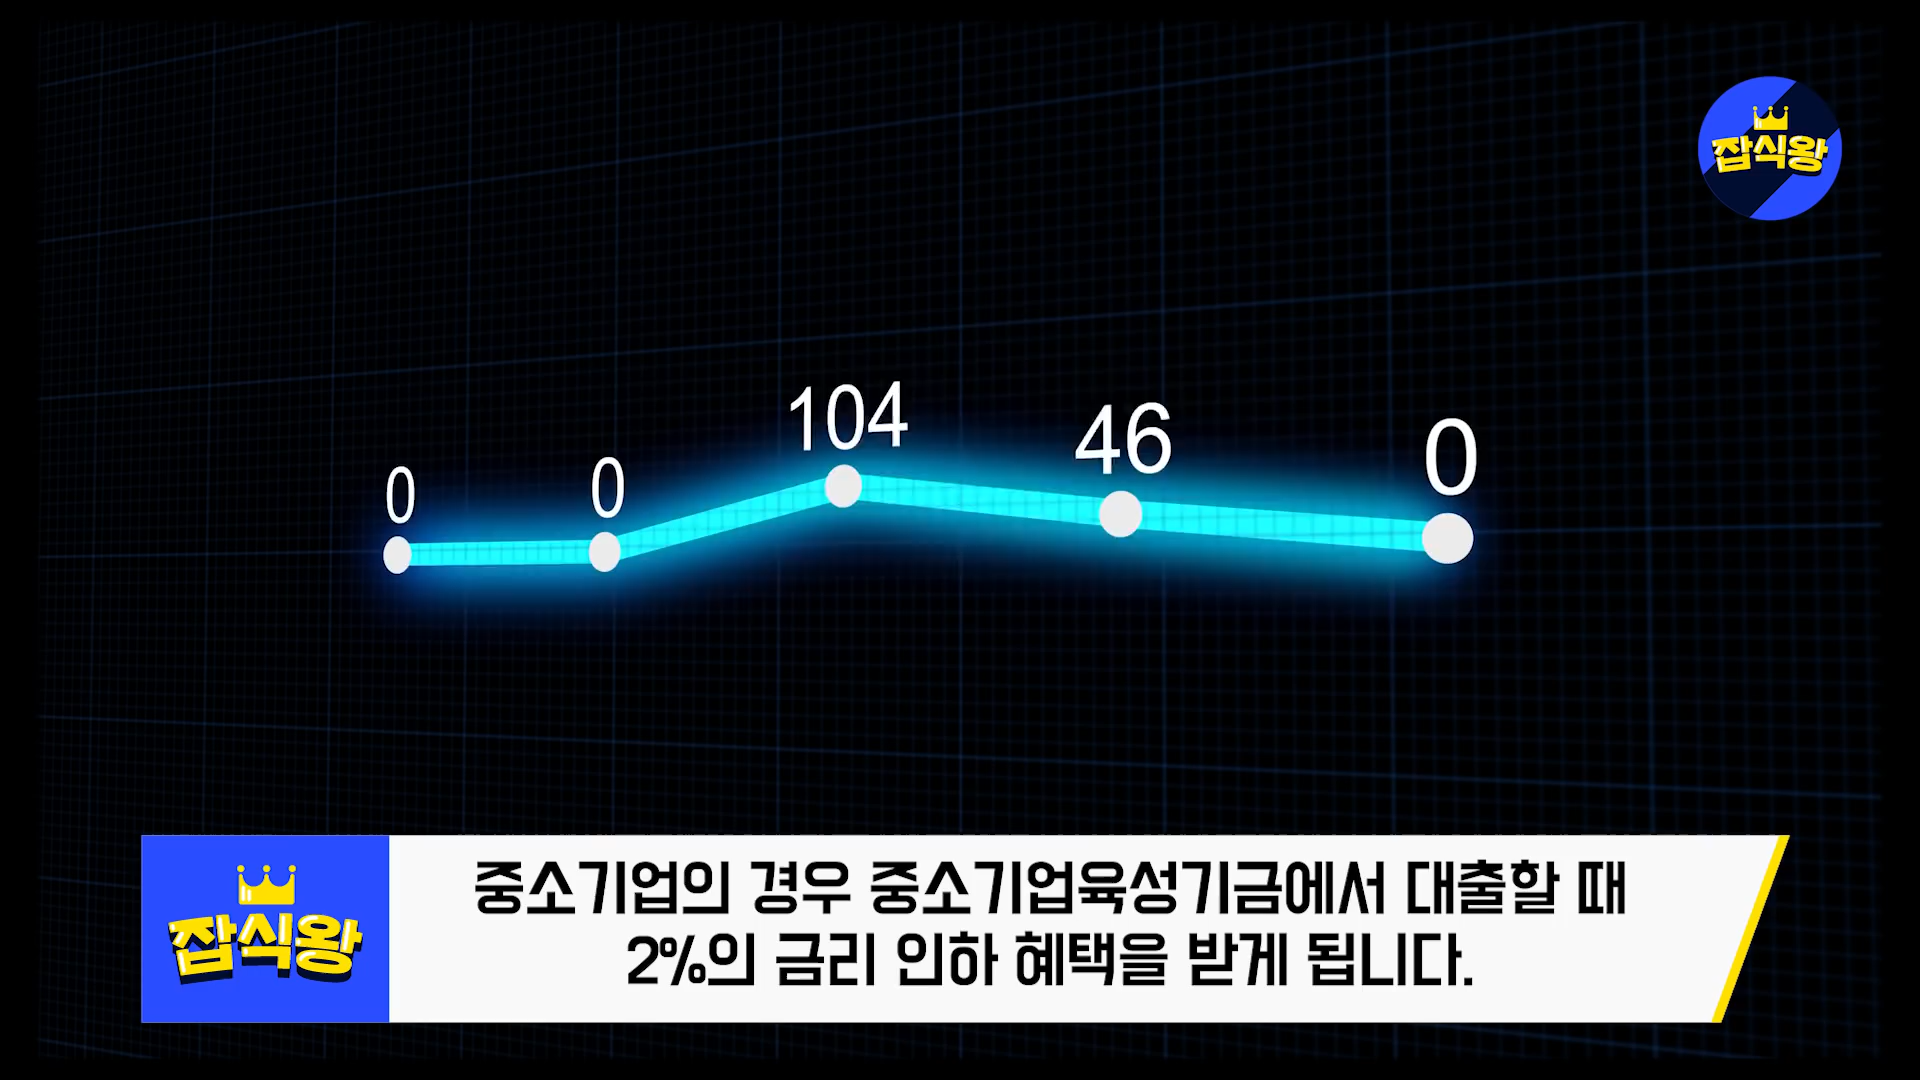 잡식왕
104
46
0
0
0
잡식왕
중소기업의 경우 중소기업육성기금에서 대출할 때
2%의 금리 인하 혜택을 받게 됩니다.